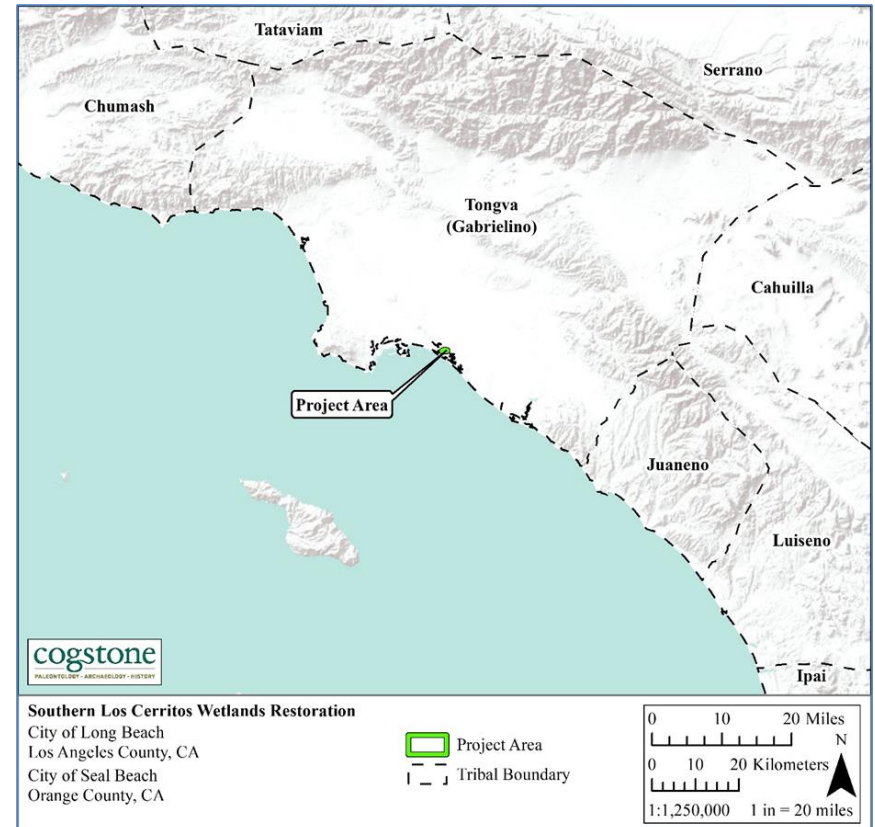 Tataviam
Serrano
Chumash
Tongva
(Gabrielino)
Cahuilla
Project Area
Juaneno
Luiseno
Ipai
cogstone
PALEONTOLOGY - ARCHAEOLOGY - HISTORY
Southern Los Cerritos Wetlands Restoration
City of Long Beach
Los Angeles County, CA
City of Seal Beach
Orange County, CA
Project Area
Tribal Boundary
0 10 20 Miles
N
0 10 20 Kilometers
1:1,250,000 1 in = 20 miles